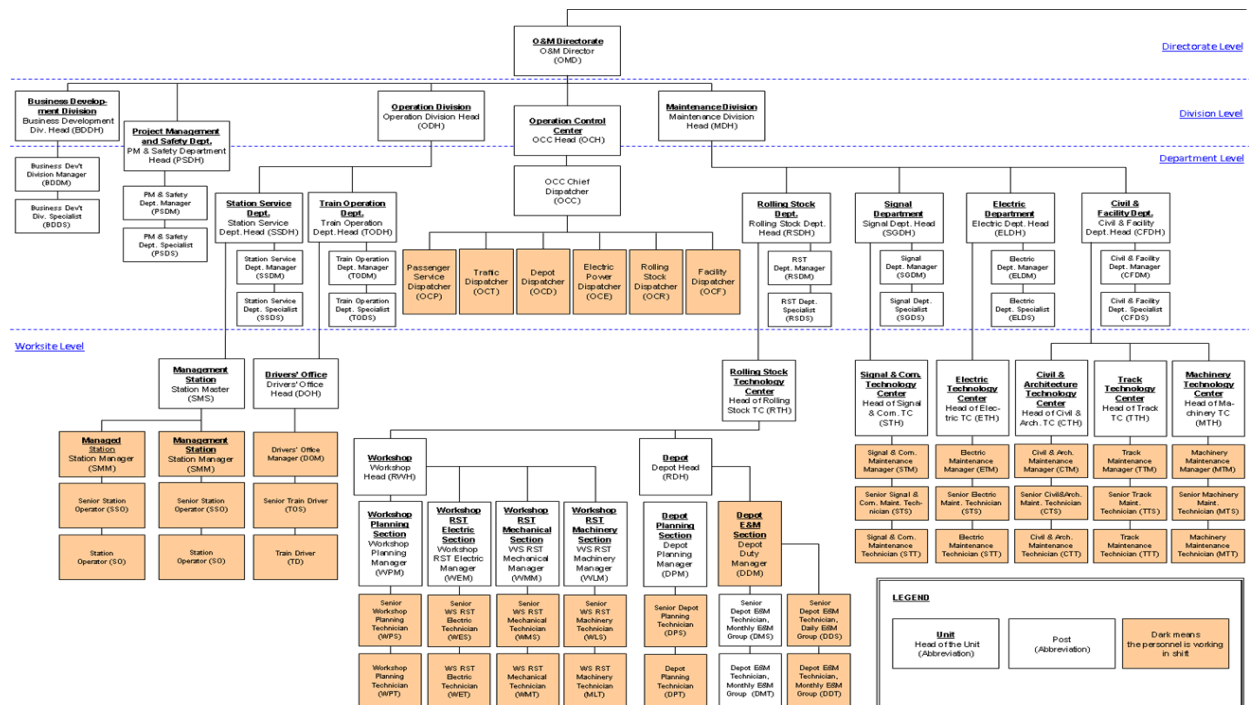 O&M Directorate
O&M Director
(OMD)
Directorate Level
Business Develop-
ment Division
Business Development
Div. Head (BDDH)
Project Management
and Safety Dept.
PM & Safety Department
Head (PSDH)
Operation Division
Operation Division Head
(ODH)
Operation Control
Center
OCC Head (OCH)
Maintenance Division
Maintenance Division
Head (MDH)
Division Level
Department Level
Business Dev't
Division Manager
(BDDM)
Business Dev't
Div. Specialist
(BDDS)
PM & Safety
Dept. Manager
(PSDM)
PM & Safety
Dept. Specialist
(PSDS)
Station Service
Dept.
Station Service
Dept. Head (SSDH)
Station Service
Dept. Manager
(SSDM)
Station Service
Dept. Specialist
(SSDS)
Train Operation
Dept.
Train Operation
Dept. Head (TODH)
Train Operation
Dept. Manager
(TODM)
Train Operation
Dept. Specialist
(TODS)
OCC Chief
Dispatcher
(OCC)
Passenger
Service
Dispatcher
(OCP)
Traffic
Dispatcher
(OCT)
Depot
Dispatcher
(OCD)
Electric
Power
Dispatcher
(OCE)
Rolling
Stock
Dispatcher
(OCR)
Facility
Dispatcher
(OCF)
Rolling Stock
Dept.
Rolling Stock Dept.
Head (RSDH)
RST
Dept. Manager
(RSDM)
RST Dept.
Specialist
(RSDS)
Signal
Department
Signal Dept. Head
(SGDH)
Signal
Dept. Manager
(SGDM)
Signal Dept.
Specialist
(SGDS)
Electric
Department
Electric Dept. Head
(ELDH)
Electric
Dept. Manager
(ELDM)
Electric
Dept. Specialist
(ELDS)
Civil &
Facility Dept.
Civil & Facility
Dept. Head (CFDH)
Civil & Facility
Dept. Manager
(CFDM)
Civil & Facility
Dept. Specialist
(CFDS)
Worksite Level
Management
Station
Station Master
(SMS)
Drivers' Office
Drivers' Office
Head (DOH)
Managed
Station
Station Manager
(SMM)
Senior Station
Operator (SSO)
Station
Operator (SO)
Management
Station
Station Manager
(SMM)
Senior Station
Operator (SSO)
Station
Operator (SO)
Drivers' Office
Manager (DOM)
Senior Train Driver
(TOS)
Train Driver
(TD)
Rolling Stock
Technology
Center
Head of Rolling
Stock TC (RTH)
Workshop
Workshop
Head (RWH)
Depot
Depot Head
(RDH)
Workshop
Planning
Section
Workshop
Planning
Manager
(WPM)
Senior
Workshop
Planning
Technician
(WPS)
Workshop
Planning
Technician
(WPT)
Workshop
RST
Electric
Section
Workshop
RST Electric
Manager
(WEM)
Senior
WS RST
Electric
Technician
(WES)
WS RST
Electric
Technician
(WET)
Workshop
RST
Mechanical
Section
WS RST
Mechanical
Manager
(WMM)
Senior
WS RST
Mechanical
Technician
(WMS)
WS RST
Mechanical
Technician
(WMT)
Workshop
RST
Machinery
Section
WS RST
Machinery
Manager
(WLM)
Senior
WS RST
Machinery
Technician
(WLS)
WS RST
Machinery
Technician
(MLT)
Depot
Planning
Section
Depot
Planning
Manager
(DPM)
Senior Depot
Planning
Technician
(DPS)
Depot
Planning
Technician
(DPT)
Depot
E&M
Section
Depot
Duty
Manager
(DDM)
Senior
Depot E&M
Technician,
Monthly E&M
Group (DMS)
Depot E&M
Technician,
Monthly E&M
Group (DMT)
Senior
Depot E&M
Technician,
Daily E&M
Group (DDS)
Depot E&M
Technician,
Monthly E&M
Group (DDT)
Signal & Com.
Technology
Center
Head of Signal
& Com. TC
(STH)
Signal & Com.
Maintenance
Manager (STM)
Senior Signal &
Com. Maint. Tech-
nician (STS)
Signal & Com.
Maintenance
Technician (STT)
Electric
Technology
Center
Head of Elec-
tric TC (ETH)
Electric
Maintenance
Manager (ETM)
Senior Electric
Maint. Technician
(STS)
Electric
Maintenance
Technician (STT)
Civil &
Architecture
Technology
Center
Head of Civil &
Arch. TC (CTH)
Civil & Arch.
Maintenance
Manager (CTM)
Senior Civil&Arch.
Maint. Technician
(CTS)
Civil & Arch.
Maintenance
Technician (CTT)
Track
Technology
Center
Head of Track
TC (TTH)
Track
Maintenance
Manager (TTM)
Senior Track
Maint.
Technician (TTS)
Track
Maintenance
Technician (TTT)
Machinery
Technology
Center
Head of Ma-
chinery TC
(MTH)
Machinery
Maintenance
Manager (MTM)
Senior Machinery
Maint.
Technician (MTS)
Machinery
Maintenance
Technician (MTT)
LEGEND
Unit
Head of the Unit
(Abbreviation)
Post
(Abbreviation)
Dark means
the personnel is working
in shift